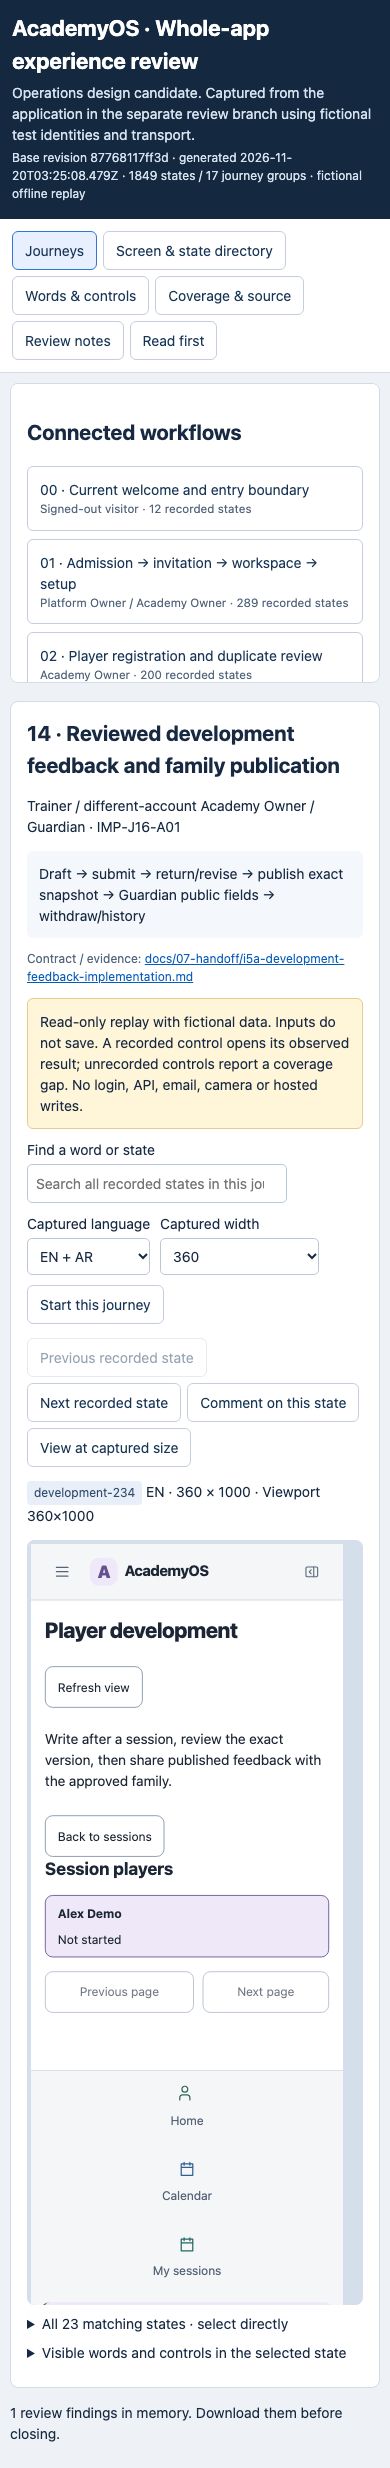 AcademyOS · Whole-app
experience review
Operations design candidate. Captured from the
application in the separate review branch using fictional
test identities and transport.
Base revision 87768117ff3d · generated 2026-11-
20T03:25:08.479Z · 1849 states / 17 journey groups · fictional
offline replay
Journeys
Screen & state directory
Words & controls
Coverage & source
Review notes
Read first
Connected workflows
00 · Current welcome and entry boundary
Signed-out visitor · 12 recorded states
01 · Admission → invitation → workspace →
setup
Platform Owner / Academy Owner · 289 recorded states
02 · Player registration and duplicate review
Academy Owner · 200 recorded states
14 · Reviewed development
feedback and family publication
Trainer / different-account Academy Owner /
Guardian · IMP-J16-A01
Draft → submit → return/revise → publish exact
snapshot → Guardian public fields →
withdraw/history
Contract / evidence: docs/07-handoff/i5a-development-
feedback-implementation.md
Read-only replay with fictional data. Inputs do
not save. A recorded control opens its observed
result; unrecorded controls report a coverage
gap. No login, API, email, camera or hosted
writes.
Find a word or state
Search all recorded states in this jou
Captured language
Captured width
EN + AR
360
Start this journey
Previous recorded state
Next recorded state
Comment on this state
View at captured size
development-234 EN · 360 × 1000 · Viewport
360×1000
A AcademyOS
Player development
Refresh view
Write after a session, review the exact
version, then share published feedback with
the approved family.
Back to sessions
Session players
Alex Demo
Not started
Previous page
Next page
Home
Calendar
My sessions
All 23 matching states · select directly
Visible words and controls in the selected state
1 review findings in memory. Download them before
closing.